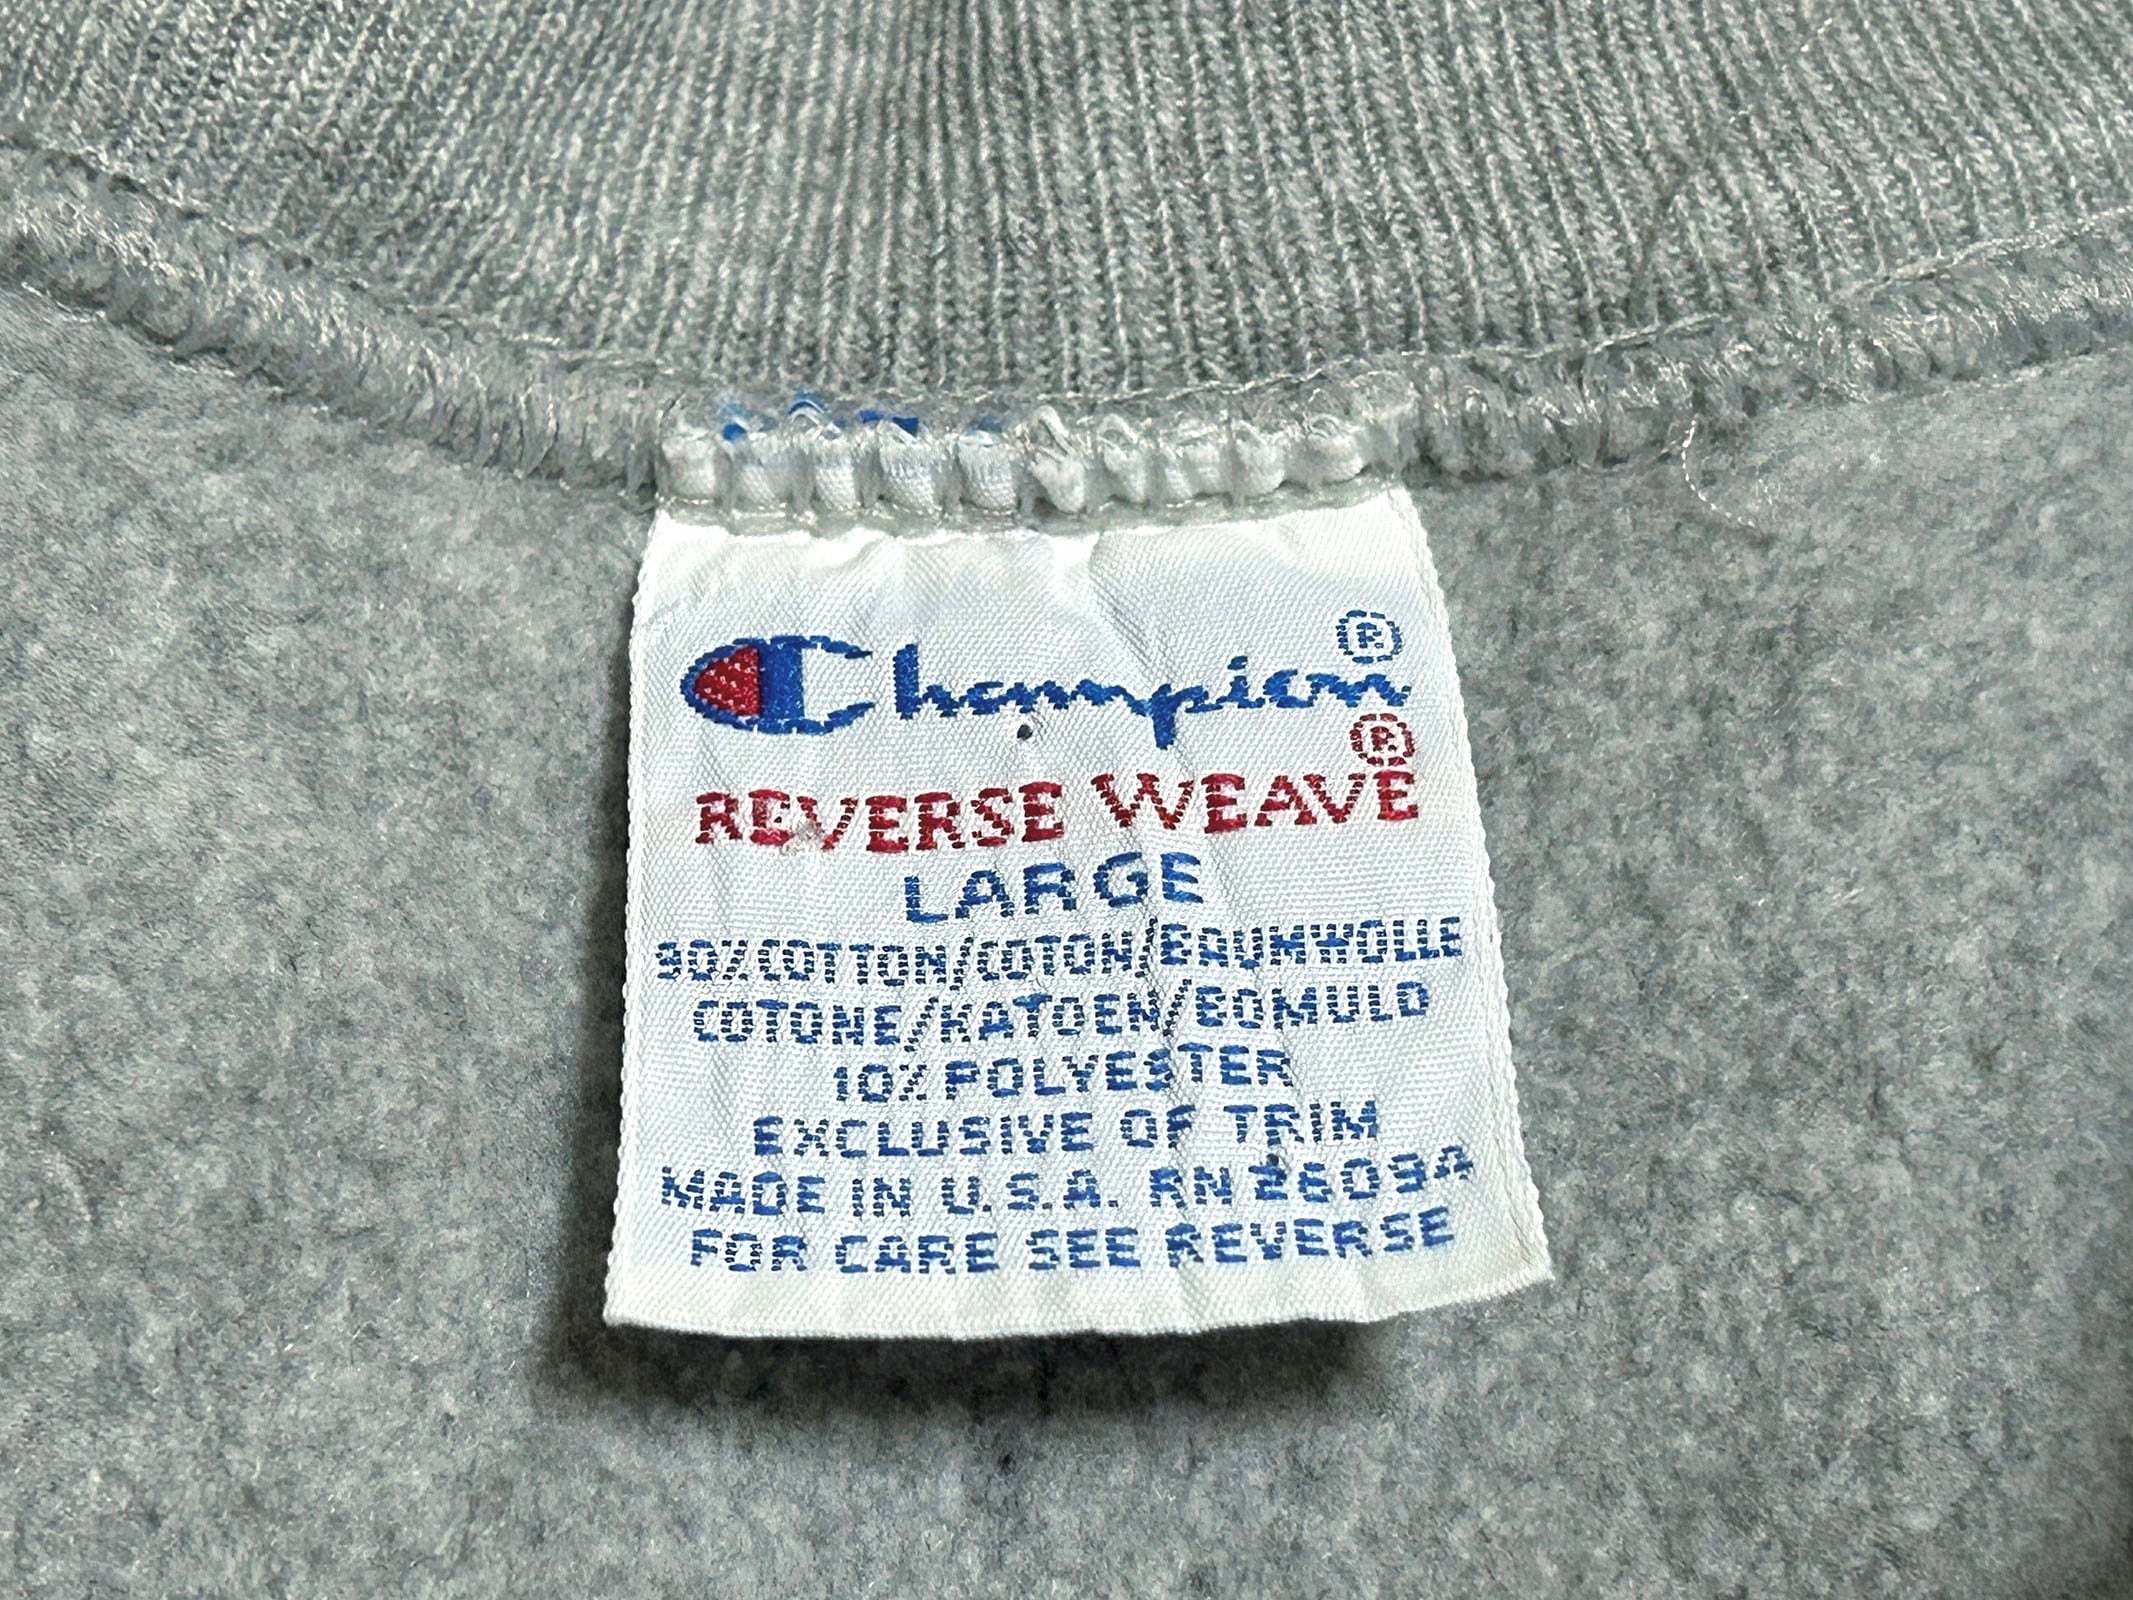 Champion®
REVERSE WEAVE®
LARGE
90% COTTON/COTON/BAUMWOLLE
COTONE/KATOEN/BOMULD
10% POLYESTER
EXCLUSIVE OF TRIM
MADE IN U.S.A. RN 26094
FOR CARE SEE REVERSE